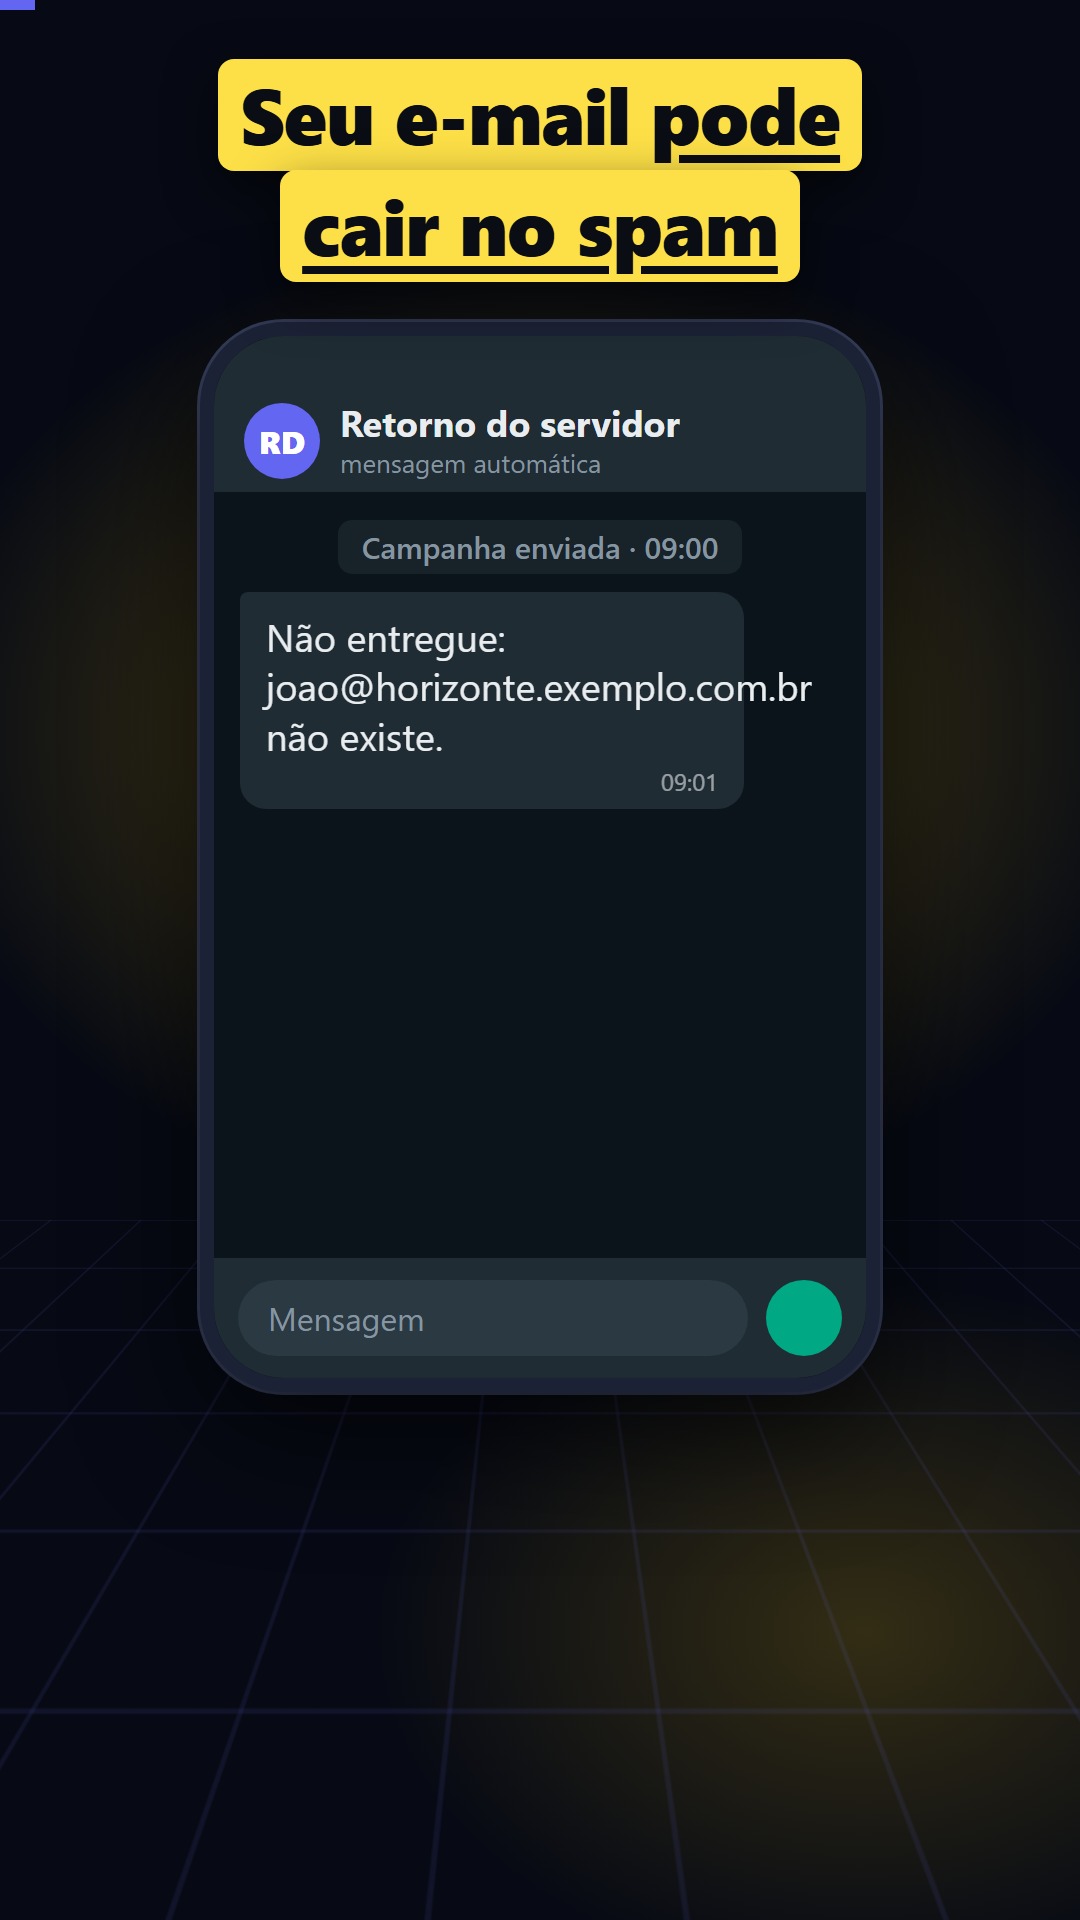 Seu e-mail pode
cair no spam
RD
Retorno do servidor
mensagem automática
Campanha enviada · 09:00
Não entregue:
joao@horizonte.exemplo.com.br
não existe.
09:01
Mensagem